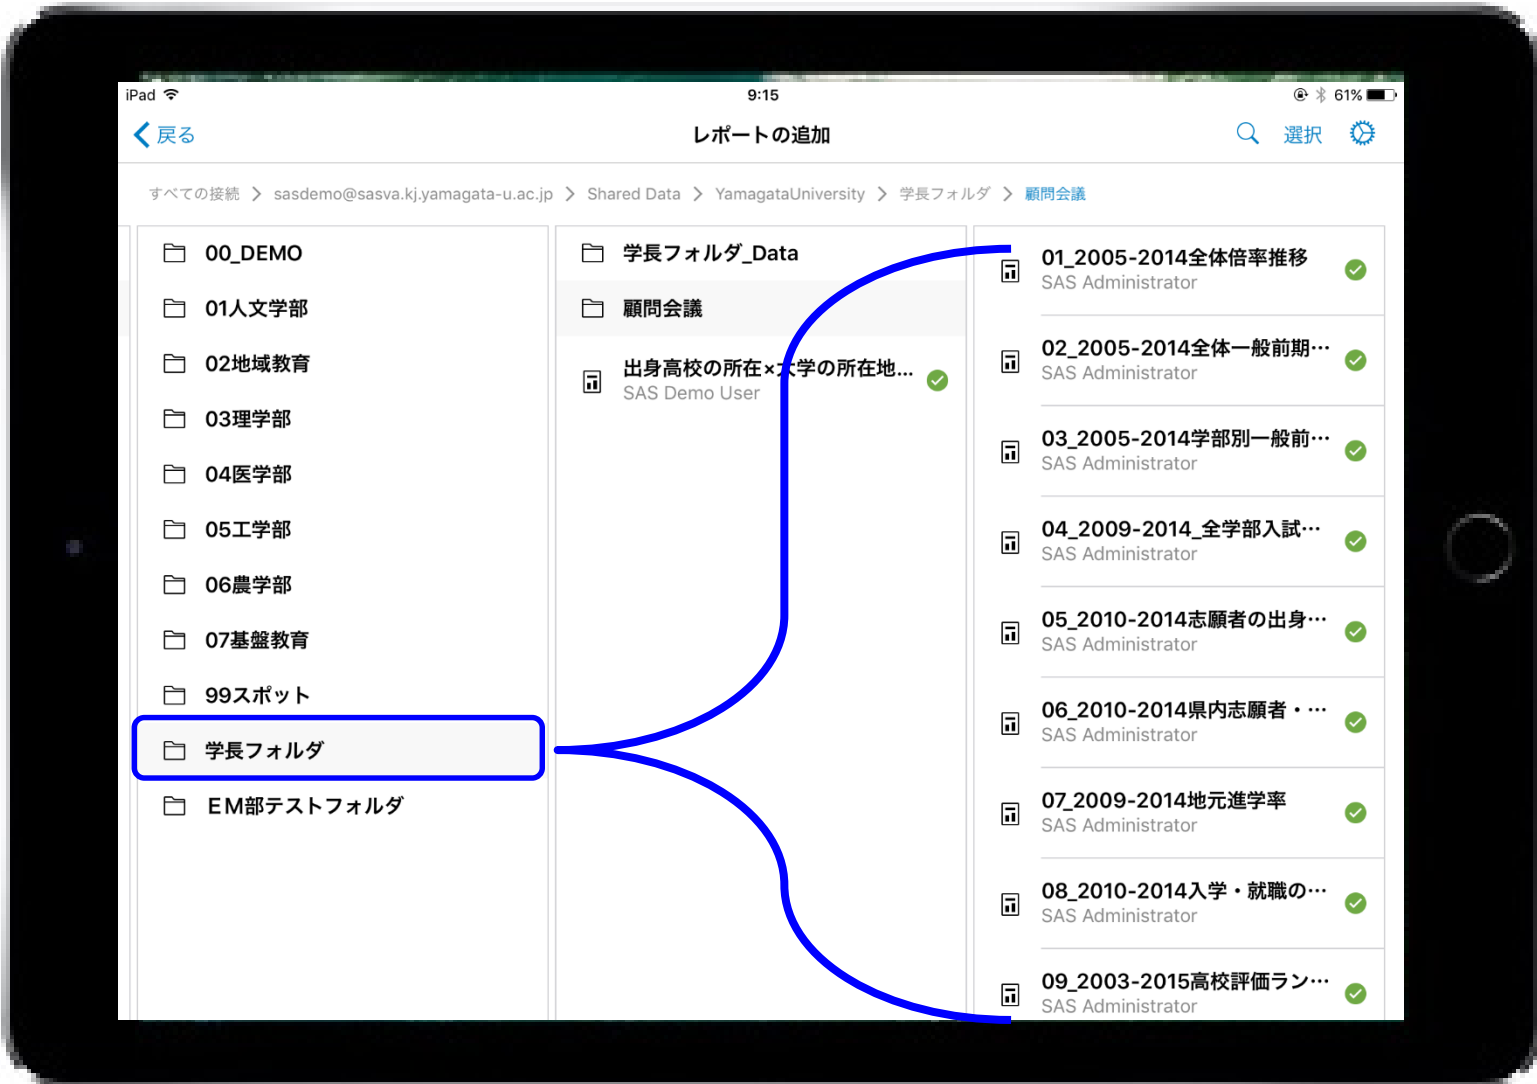 iPad 9:15 61%
戻る レポートの追加 選択
すべての接続 sasdemo@sasva.kj.yamagata-u.ac.jp Shared Data YamagataUniversity 学長フォルダ 顧問会議
00_DEMO
01人文学部
02地域教育
03理学部
04医学部
05工学部
06農学部
07基盤教育
99スポット
学長フォルダ
EM部テストフォルダ
学長フォルダ_Data
顧問会議
出身高校の所在×大学の所在地...
SAS Demo User
01_2005-2014全体倍率推移
SAS Administrator
02_2005-2014全体一般前期…
SAS Administrator
03_2005-2014学部別一般前…
SAS Administrator
04_2009-2014_全学部入試…
SAS Administrator
05_2010-2014志願者の出身…
SAS Administrator
06_2010-2014県内志願者・…
SAS Administrator
07_2009-2014地元進学率
SAS Administrator
08_2010-2014入学・就職の…
SAS Administrator
09_2003-2015高校評価ラン…
SAS Administrator